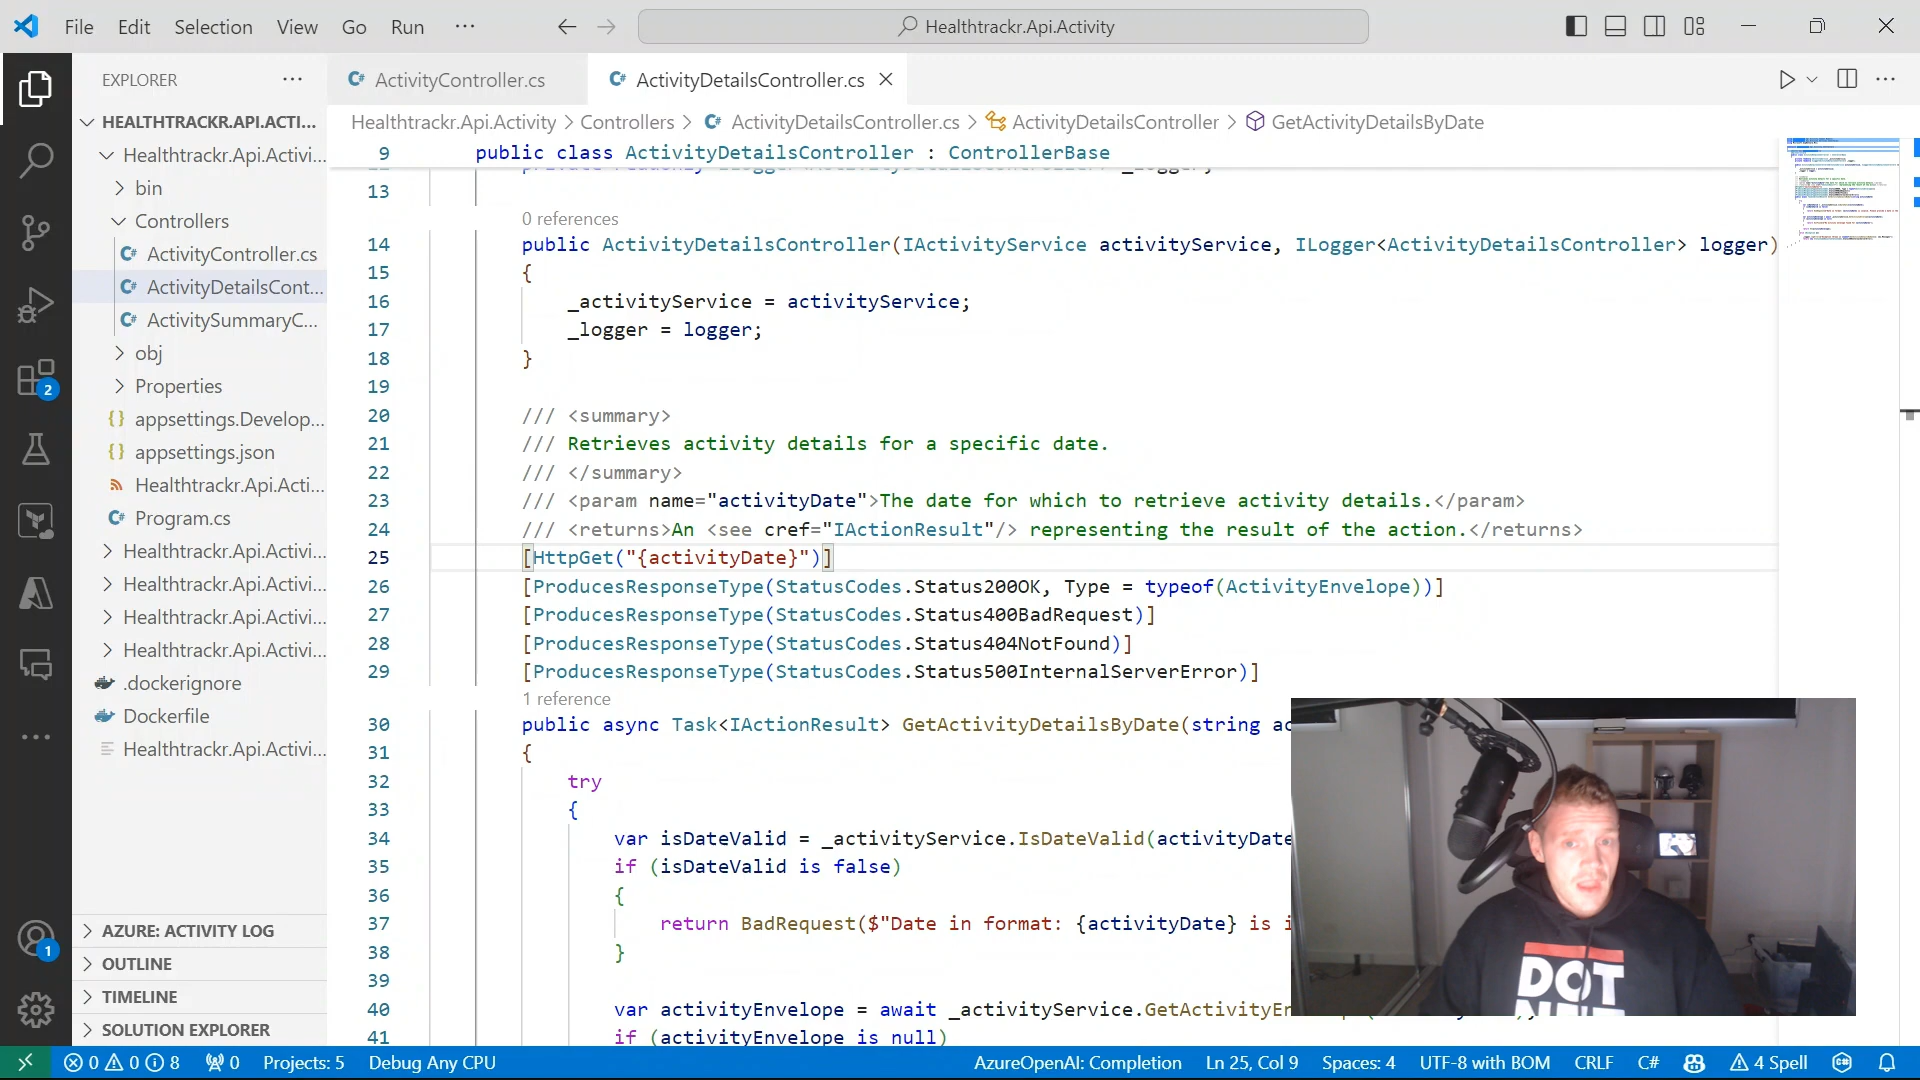 File Edit Selection View Go Run ···
Healthtrackr.Api.Activity
EXPLORER
ActivityController.cs
ActivityDetailsController.cs
HEALTHTRACKR.API.ACTI...
Healthtrackr.Api.Activi...
bin
Controllers
ActivityController.cs
ActivityDetailsCont...
ActivitySummaryC...
obj
Properties
appsettings.Develop...
appsettings.json
Healthtrackr.Api.Acti...
Program.cs
Healthtrackr.Api.Activi...
Healthtrackr.Api.Activi...
Healthtrackr.Api.Activi...
Healthtrackr.Api.Activi...
.dockerignore
Dockerfile
Healthtrackr.Api.Activi...
AZURE: ACTIVITY LOG
OUTLINE
TIMELINE
SOLUTION EXPLORER
2
1
Healthtrackr.Api.Activity > Controllers > ActivityDetailsController.cs > ActivityDetailsController > GetActivityDetailsByDate
9 public class ActivityDetailsController : ControllerBase
13
0 references
14 public ActivityDetailsController(IActivityService activityService, ILogger<ActivityDetailsController> logger)
15 {
16 _activityService = activityService;
17 _logger = logger;
18 }
19
20 /// <summary>
21 /// Retrieves activity details for a specific date.
22 /// </summary>
23 /// <param name="activityDate">The date for which to retrieve activity details.</param>
24 /// <returns>An <see cref="IActionResult"/> representing the result of the action.</returns>
25 [HttpGet("{activityDate}")]
26 [ProducesResponseType(StatusCodes.Status200OK, Type = typeof(ActivityEnvelope))]
27 [ProducesResponseType(StatusCodes.Status400BadRequest)]
28 [ProducesResponseType(StatusCodes.Status404NotFound)]
29 [ProducesResponseType(StatusCodes.Status500InternalServerError)]
1 reference
30 public async Task<IActionResult> GetActivityDetailsByDate(string ac
31 {
32 try
33 {
34 var isDateValid = _activityService.IsDateValid(activityDate
35 if (isDateValid is false)
36 {
37 return BadRequest($"Date in format: {activityDate} is i
38 }
39
40 var activityEnvelope = await _activityService.GetActivityEn
41 if (activityEnvelope is null)
DOT
0 0 8 0 Projects: 5 Debug Any CPU AzureOpenAI: Completion Ln 25, Col 9 Spaces: 4 UTF-8 with BOM CRLF C# 4 Spell